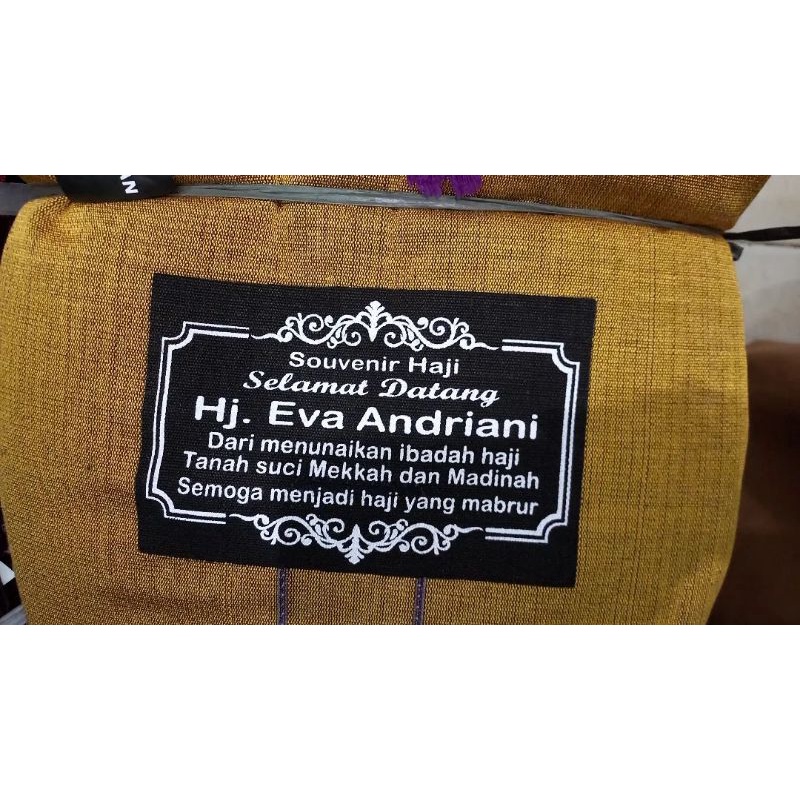 Souvenir Haji
Selamat Datang
Hj. Eva Andriani
Dari menunaikan ibadah haji
Tanah suci Mekkah dan Madinah
Semoga menjadi haji yang mabrur